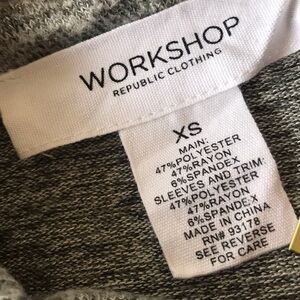 WORKSHOP
REPUBLIC CLOTHING
XS
MAIN:
47%POLYESTER
47%RAYON
6%SPANDEX
SLEEVES AND TRIM:
47%POLYESTER
47%RAYON
6%SPANDEX
MADE IN CHINA
RN# 93178
SEE REVERSE
FOR CARE